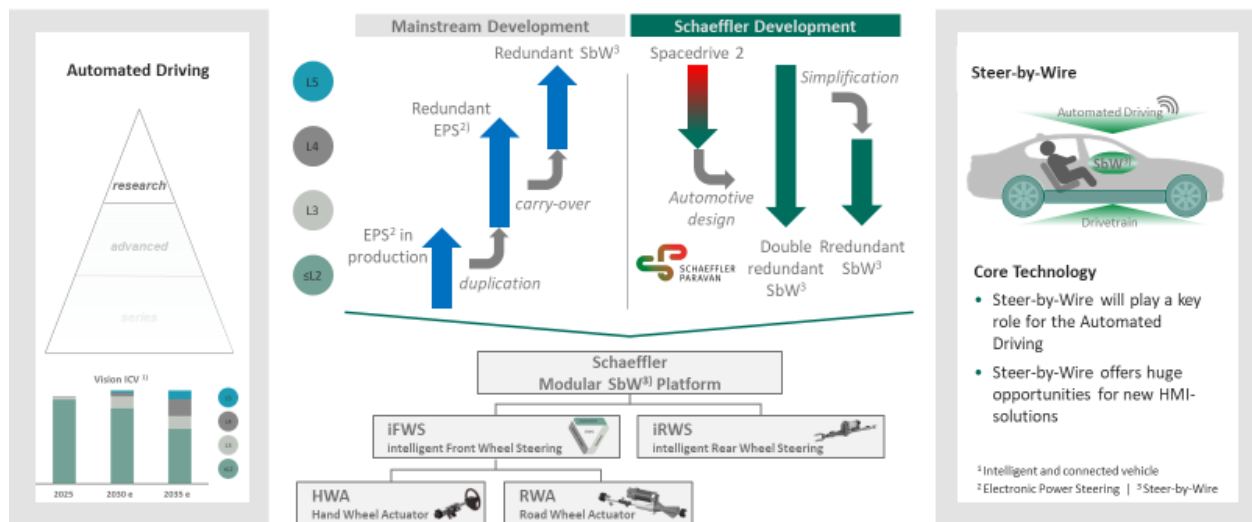 Automated Driving
research
advanced
series
Vision ICV 1)
L5
L4
L3
≤L2
2025
2030 e
2035 e
L5
L4
L3
≤L2
Mainstream Development
Redundant SbW³
Redundant
EPS²⁾
carry-over
EPS² in
production
duplication
Schaeffler Development
Spacedrive 2
Simplification
Automotive
design
SCHAEFFLER
PARAVAN
Double
redundant
SbW³
Rredundant
SbW³
Schaeffler
Modular SbW³⁾ Platform
iFWS
intelligent Front Wheel Steering
iRWS
intelligent Rear Wheel Steering
HWA
Hand Wheel Actuator
RWA
Road Wheel Actuator
Steer-by-Wire
Automated Driving
SbW³⁾
Drivetrain
Core Technology
• Steer-by-Wire will play a key
role for the Automated
Driving
• Steer-by-Wire offers huge
opportunities for new HMI-
solutions
¹ Intelligent and connected vehicle
² Electronic Power Steering | ³ Steer-by-Wire